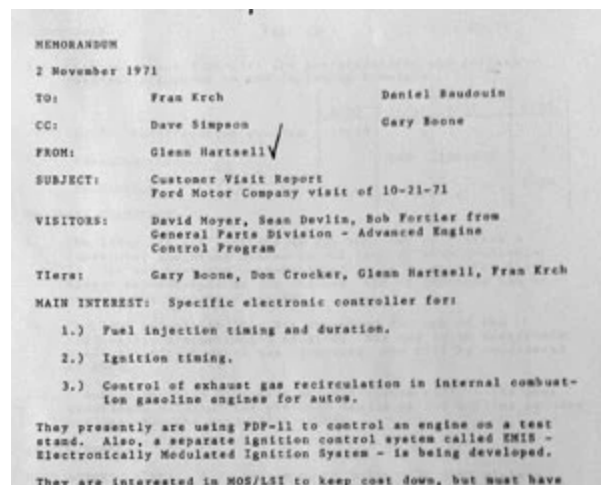 MEMORANDUM
2 November 1971
TO: Fran Krch Daniel Baudouin
CC: Dave Simpson Gary Boone
FROM: Glenn Hartsell
SUBJECT: Customer Visit Report
Ford Motor Company visit of 10-21-71
VISITORS: David Moyer, Sean Devlin, Bob Fortier from
General Parts Division - Advanced Engine
Control Program
TIers: Gary Boone, Don Crocker, Glenn Hartsell, Fran Krch
MAIN INTEREST: Specific electronic controller for:
1.) Fuel injection timing and duration.
2.) Ignition timing.
3.) Control of exhaust gas recirculation in internal combust-
ion gasoline engines for autos.
They presently are using PDP-11 to control an engine on a test
stand. Also, a separate ignition control system called EMIS -
Electronically Modulated Ignition System - is being developed.
They are interested in MOS/LSI to keep cost down, but must have